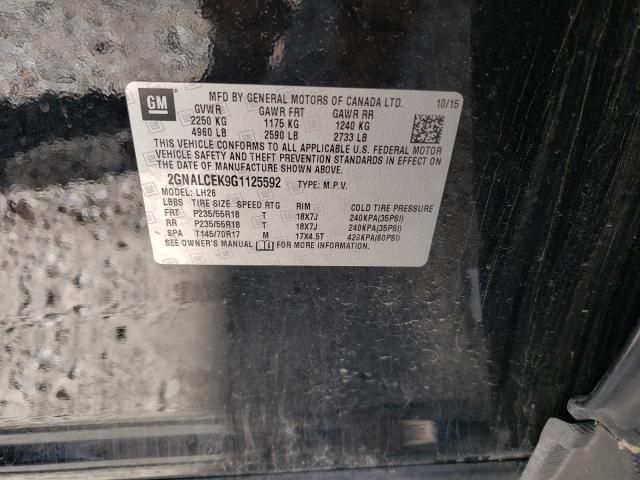 GM
MFD BY GENERAL MOTORS OF CANADA LTD. 10/15
GVWR GAWR FRT GAWR RR
2250 KG 1175 KG 1240 KG
4960 LB 2590 LB 2733 LB
THIS VEHICLE CONFORMS TO ALL APPLICABLE U.S. FEDERAL MOTOR
VEHICLE SAFETY AND THEFT PREVENTION STANDARDS IN
EFFECT ON THE DATE OF MANUFACTURE SHOWN ABOVE.
2GNALCEK9G1125592 TYPE: M.P.V.
MODEL: LH26
LBBS TIRE SIZE SPEED RTG RIM COLD TIRE PRESSURE
FRT P235/55R18 T 18X7J 240KPA(35PSI)
RR P235/55R18 T 18X7J 240KPA(35PSI)
SPA T145/70R17 M 17X4.5T 420KPA(60PSI)
SEE OWNER'S MANUAL FOR MORE INFORMATION.